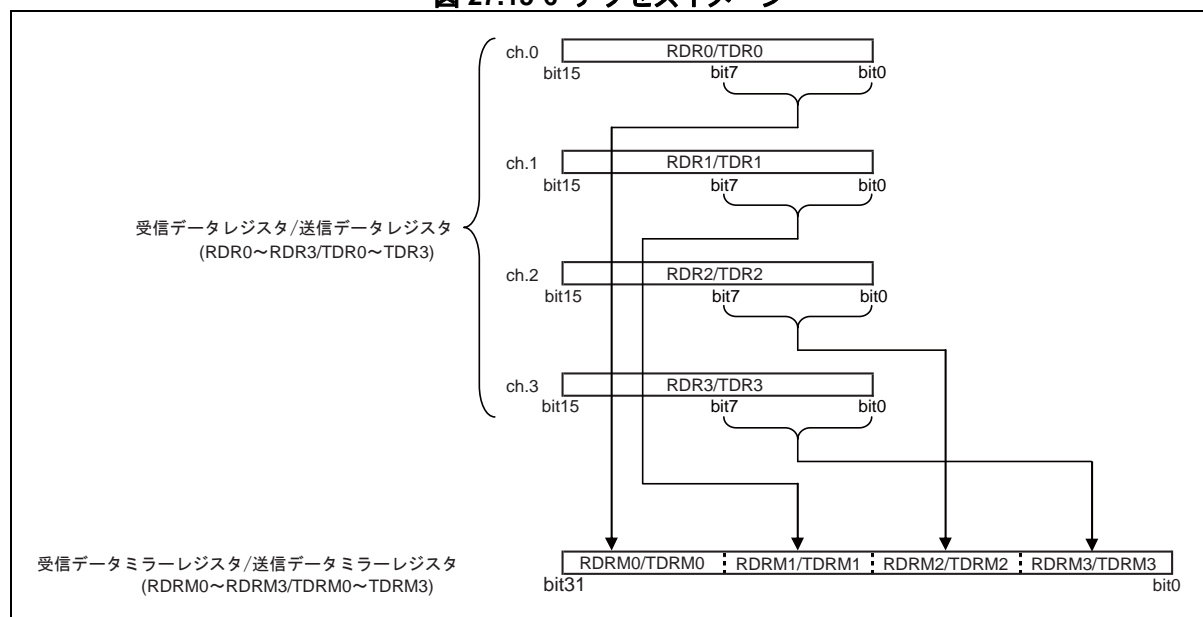 ch.0
RDR0/TDR0
bit15 bit7 bit0
ch.1
RDR1/TDR1
bit15 bit7 bit0
受信データレジスタ/送信データレジスタ
(RDR0～RDR3/TDR0～TDR3)
ch.2
RDR2/TDR2
bit15 bit7 bit0
ch.3
RDR3/TDR3
bit15 bit7 bit0
受信データミラーレジスタ/送信データミラーレジスタ
(RDRM0～RDRM3/TDRM0～TDRM3)
RDRM0/TDRM0 RDRM1/TDRM1 RDRM2/TDRM2 RDRM3/TDRM3
bit31 bit0